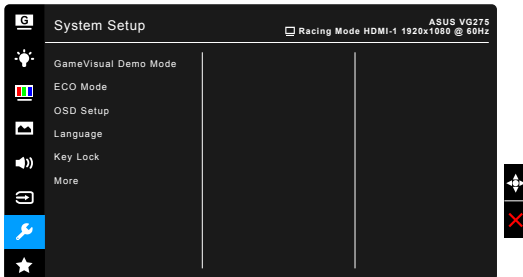 G
System Setup
ASUS VG275
Racing Mode HDMI-1 1920x1080 @ 60Hz
GameVisual Demo Mode
ECO Mode
OSD Setup
Language
Key Lock
More